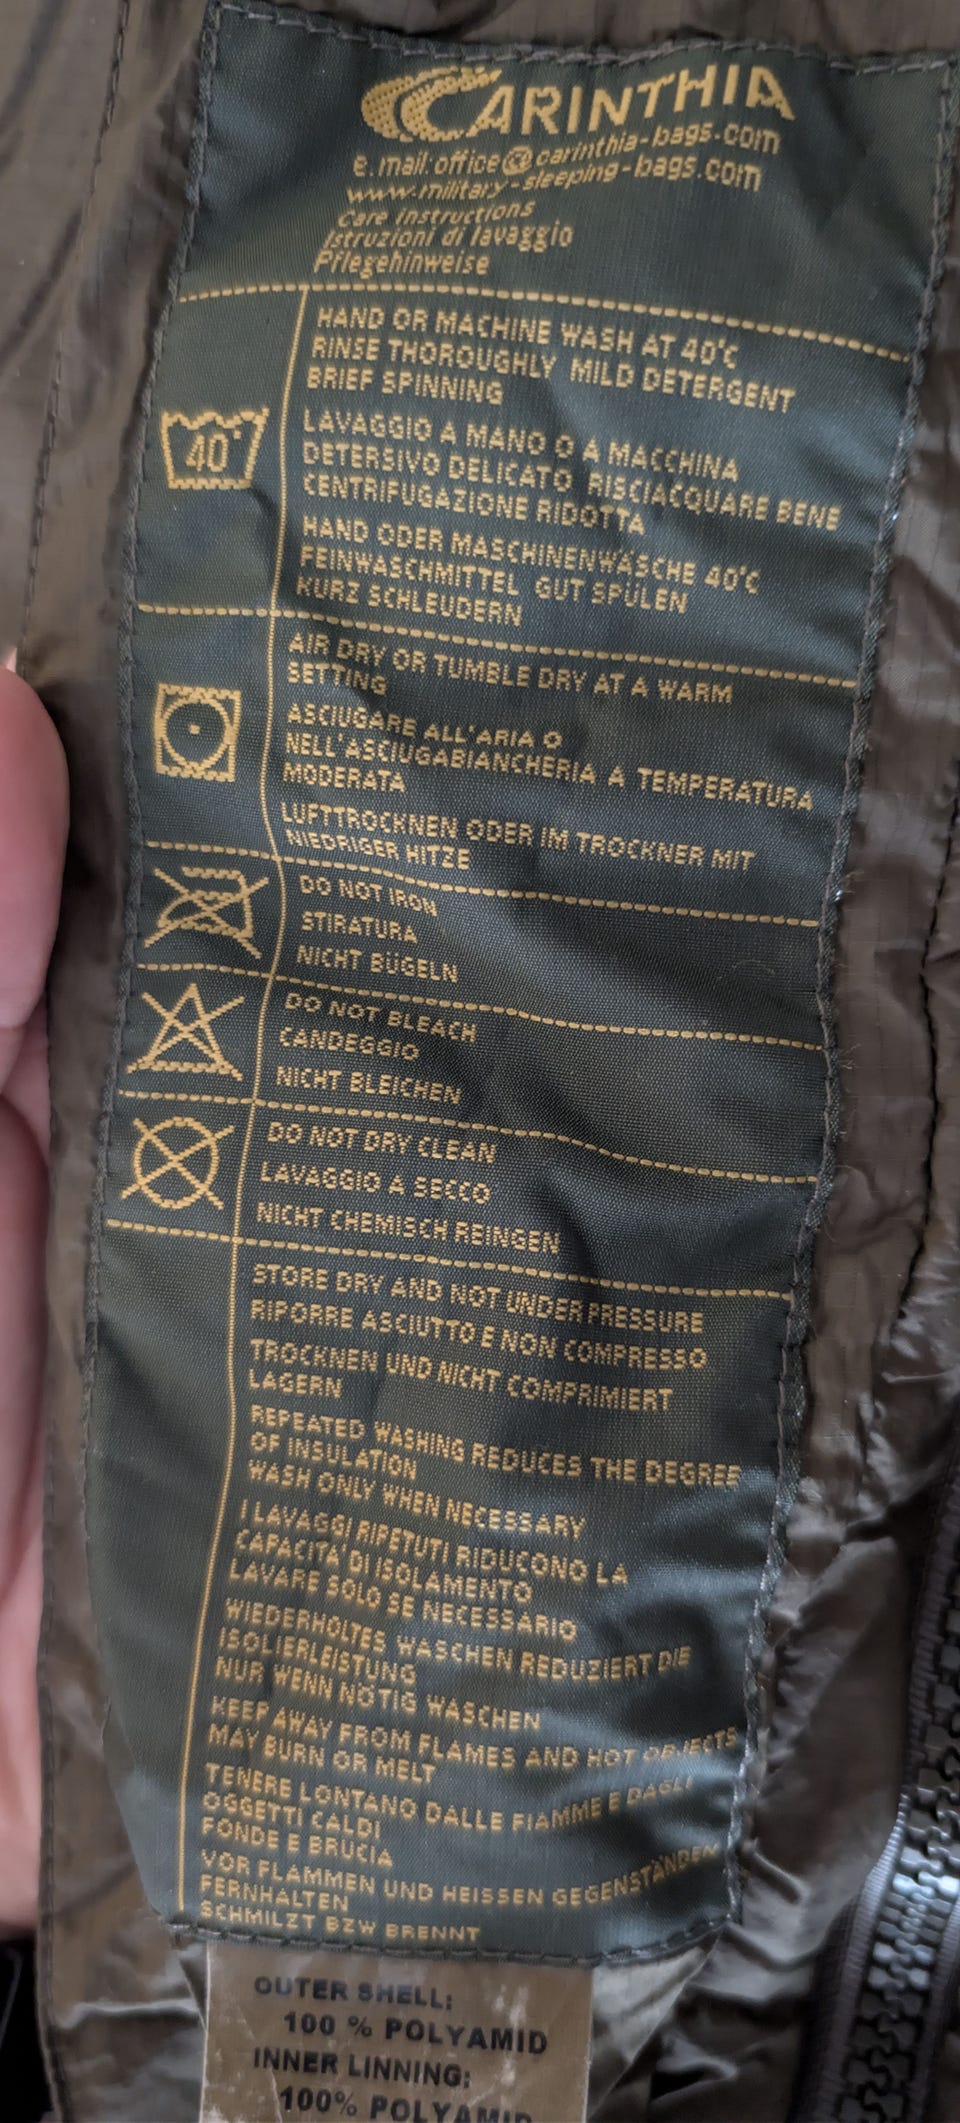 CARINTHIA
e.mail:office@carinthia-bags.com
www.military-sleeping-bags.com
Care instructions
Istruzioni di lavaggio
Pflegehinweise
HAND OR MACHINE WASH AT 40°C
RINSE THOROUGHLY MILD DETERGENT
BRIEF SPINNING
40°
LAVAGGIO A MANO O A MACCHINA
DETERSIVO DELICATO RISCIACQUARE BENE
CENTRIFUGAZIONE RIDOTTA
HAND ODER MASCHINENWÄSCHE 40°C
FEINWASCHMITTEL GUT SPÜLEN
KURZ SCHLEUDERN
AIR DRY OR TUMBLE DRY AT A WARM
SETTING
ASCIUGARE ALL'ARIA O
NELL'ASCIUGABIANCHERIA A TEMPERATURA
MODERATA
LUFTTROCKNEN ODER IM TROCKNER MIT
NIEDRIGER HITZE
DO NOT IRON
STIRATURA
NICHT BÜGELN
DO NOT BLEACH
CANDEGGIO
NICHT BLEICHEN
DO NOT DRY CLEAN
LAVAGGIO A SECCO
NICHT CHEMISCH REINGEN
STORE DRY AND NOT UNDER PRESSURE
RIPORRE ASCIUTTO E NON COMPRESSO
TROCKNEN UND NICHT COMPRIMIERT
LAGERN
REPEATED WASHING REDUCES THE DEGREE
OF INSULATION
WASH ONLY WHEN NECESSARY
I LAVAGGI RIPETUTI RIDUCONO LA
CAPACITA' DI ISOLAMENTO
LAVARE SOLO SE NECESSARIO
WIEDERHOLTES WASCHEN REDUZIERT DIE
ISOLIERLEISTUNG
NUR WENN NÖTIG WASCHEN
KEEP AWAY FROM FLAMES AND HOT OBJECTS
MAY BURN OR MELT
TENERE LONTANO DALLE FIAMME E DAGLI
OGGETTI CALDI
FONDE E BRUCIA
VOR FLAMMEN UND HEISSEN GEGENSTÄNDEN
FERNHALTEN
SCHMILZT BZW BRENNT
OUTER SHELL:
100 % POLYAMID
INNER LINNING:
100% POLYAMID